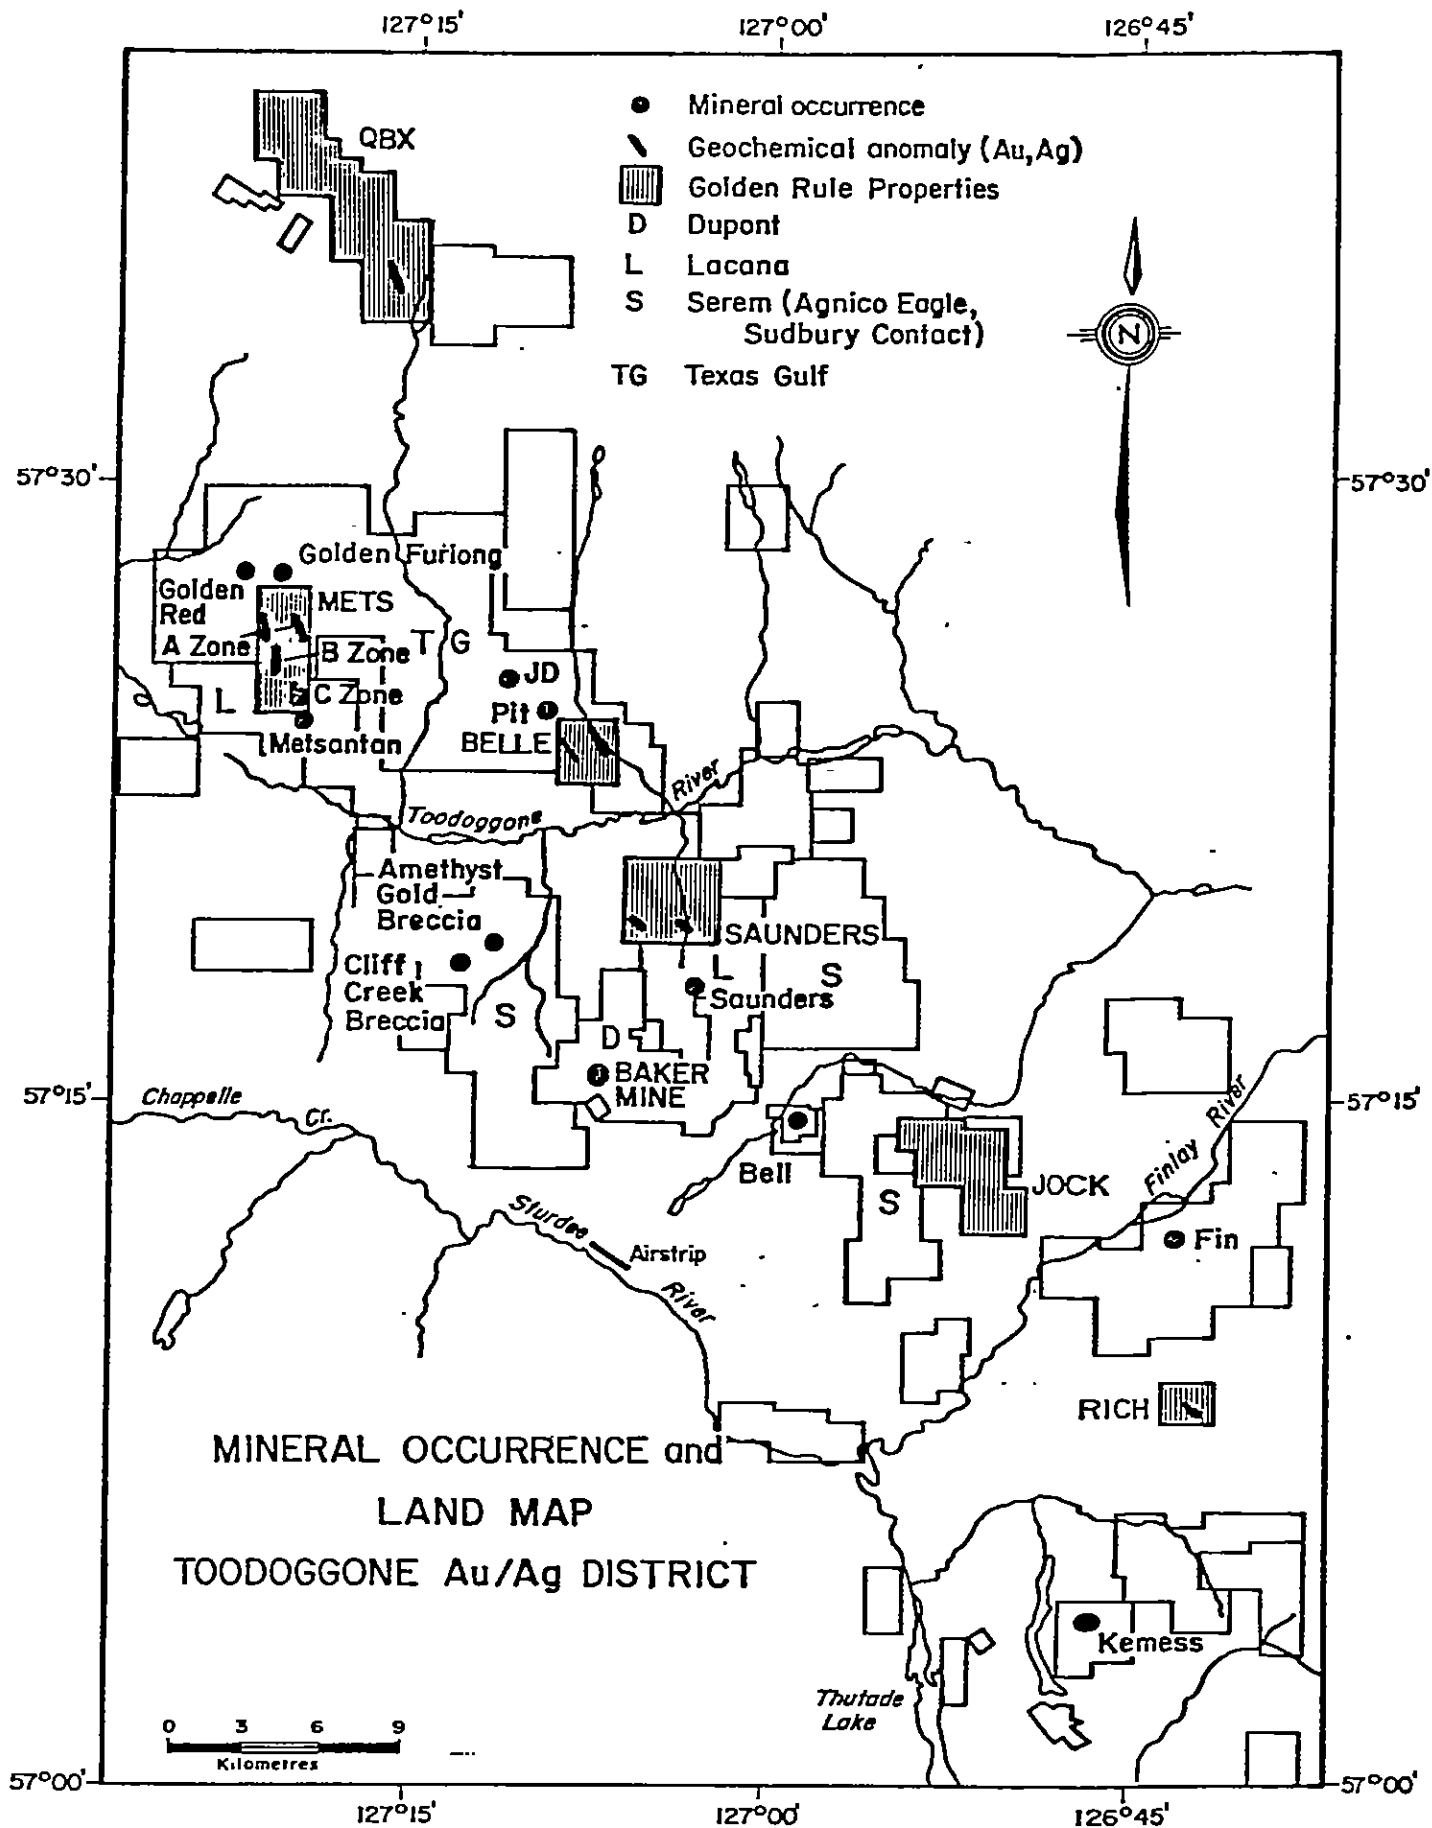 127°15'
127°00'
126°45'
QBX
Mineral occurrence
Geochemical anomaly (Au,Ag)
Golden Rule Properties
D Dupont
L Lacana
S Serem (Agnico Eagle,
Sudbury Contact)
TG Texas Gulf
N
57°30'
57°30'
Golden Furlong
Golden
Red
METS
A Zone
B Zone
T G
C Zone
L
JD
Pit
Metsantan
BELLE
River
Toodoggone
Amethyst
Gold
Breccia
SAUNDERS
Cliff
Creek
Breccia
S
S
Saunders
D
BAKER
MINE
57°15'
57°15'
Chappelle
Cr.
River
Finlay
Bell
JOCK
S
Sturdee
Airstrip
Fin
River
RICH
MINERAL OCCURRENCE and
LAND MAP
TOODOGGONE Au/Ag DISTRICT
Kemess
Thutade
Lake
0 3 6 9
Kilometres
57°00'
57°00'
127°15'
127°00'
126°45'